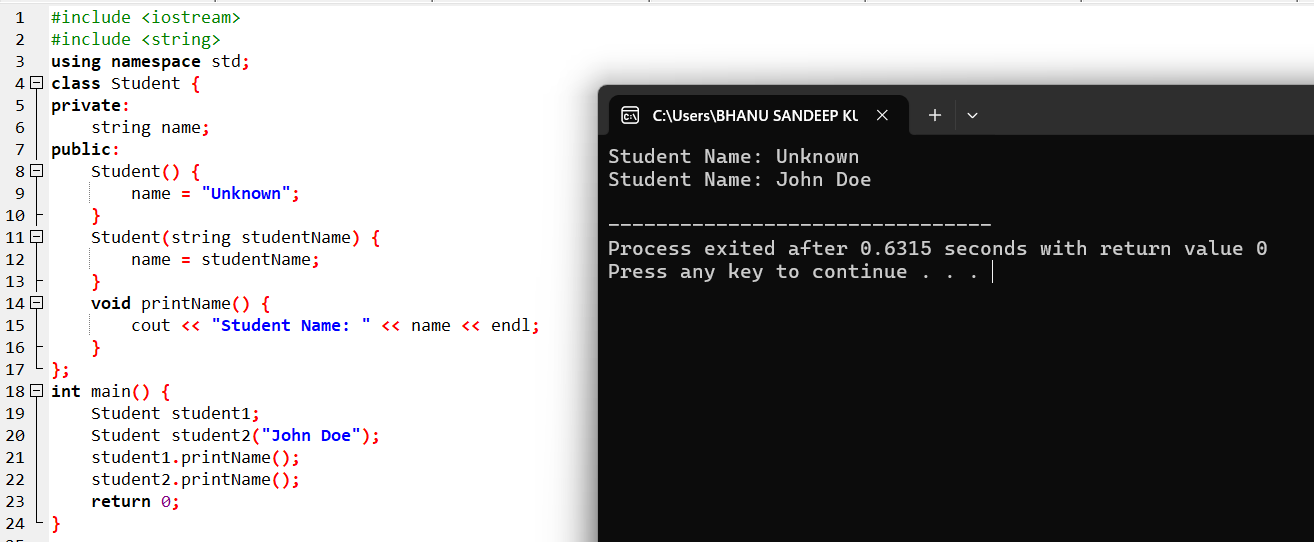 1 #include <iostream>
2 #include <string>
3 using namespace std;
4 class Student {
5 private:
6 string name;
7 public:
8 Student() {
9 name = "Unknown";
10 }
11 Student(string studentName) {
12 name = studentName;
13 }
14 void printName() {
15 cout << "Student Name: " << name << endl;
16 }
17 };
18 int main() {
19 Student student1;
20 Student student2("John Doe");
21 student1.printName();
22 student2.printName();
23 return 0;
24 }
C:\Users\BHANU SANDEEP
Student Name: Unknown
Student Name: John Doe
--------------------------------
Process exited after 0.6315 seconds with return value 0
Press any key to continue . . .